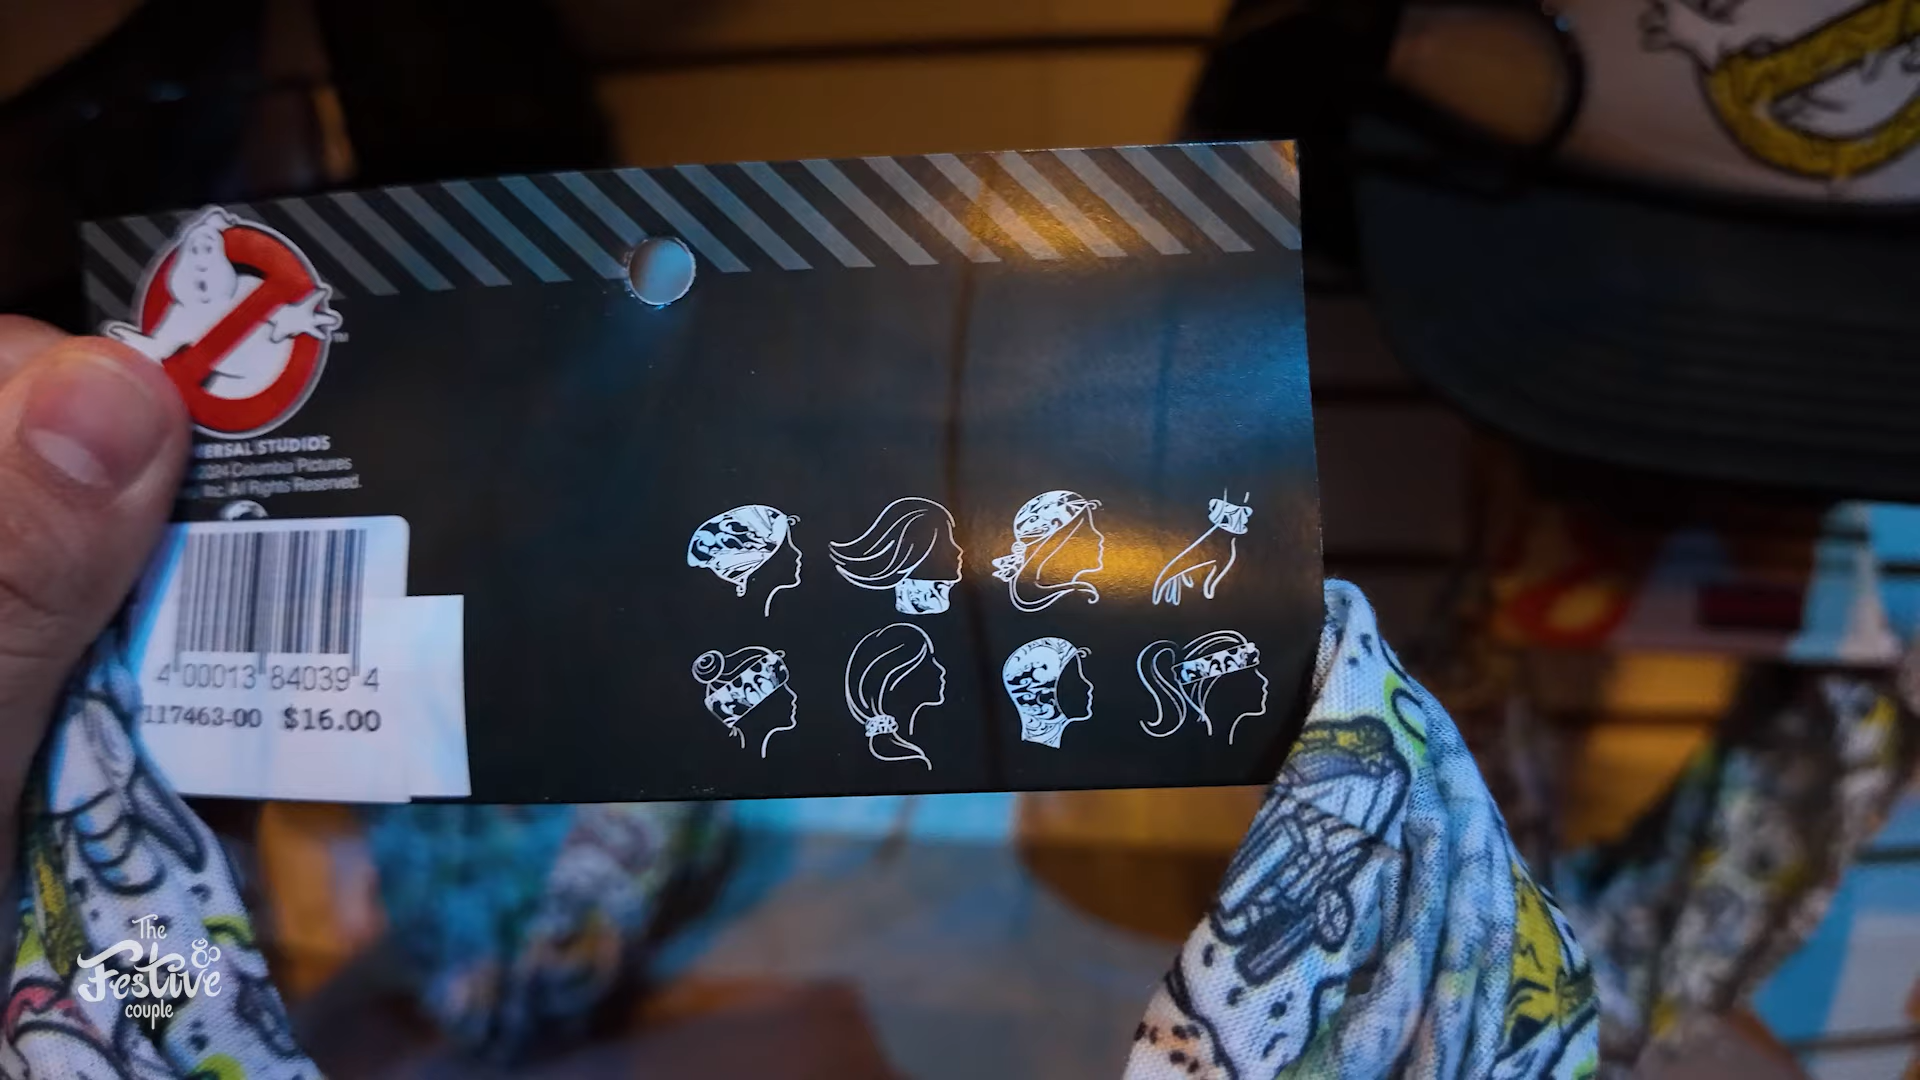 TM
ERSAL STUDIOS
2024 Columbia Pictures
Inc. All Rights Reserved.
4 00013 84039 4
117463-00 $16.00
The
Festive
couple